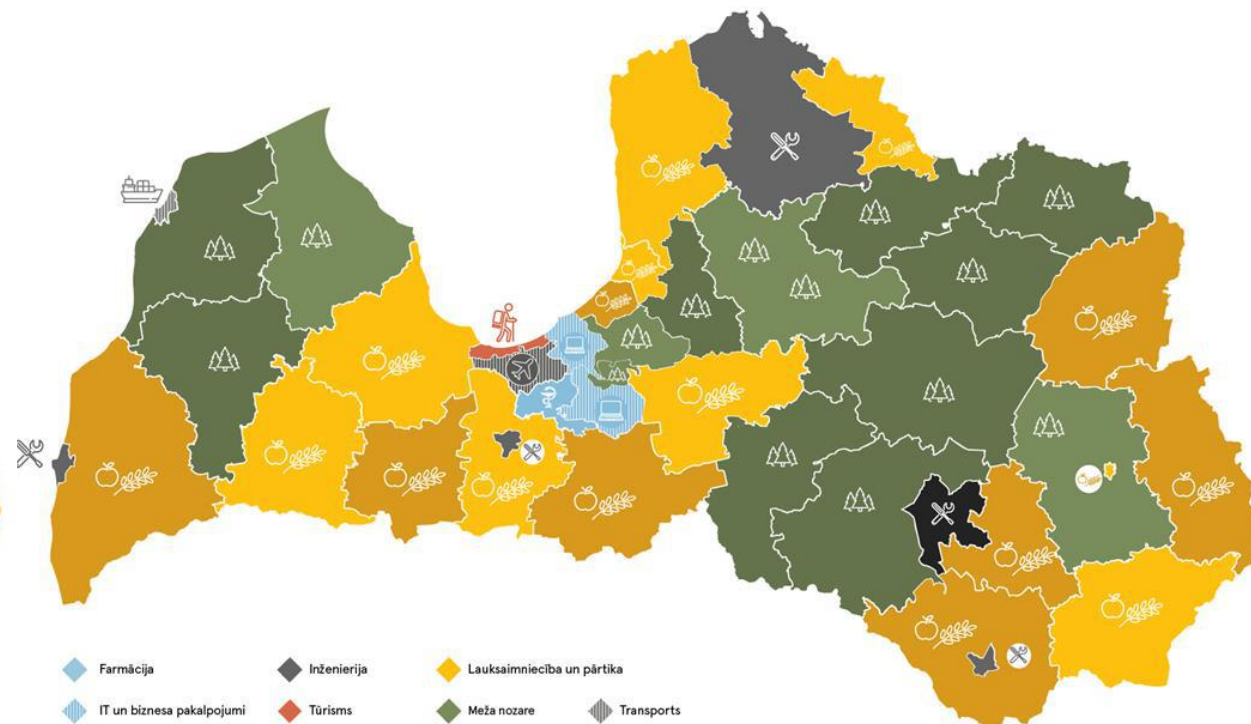 Farmācija
Inženierija
Lauksaimniecība un pārtika
IT un biznesa pakalpojumi
Tūrisms
Meža nozare
Transports